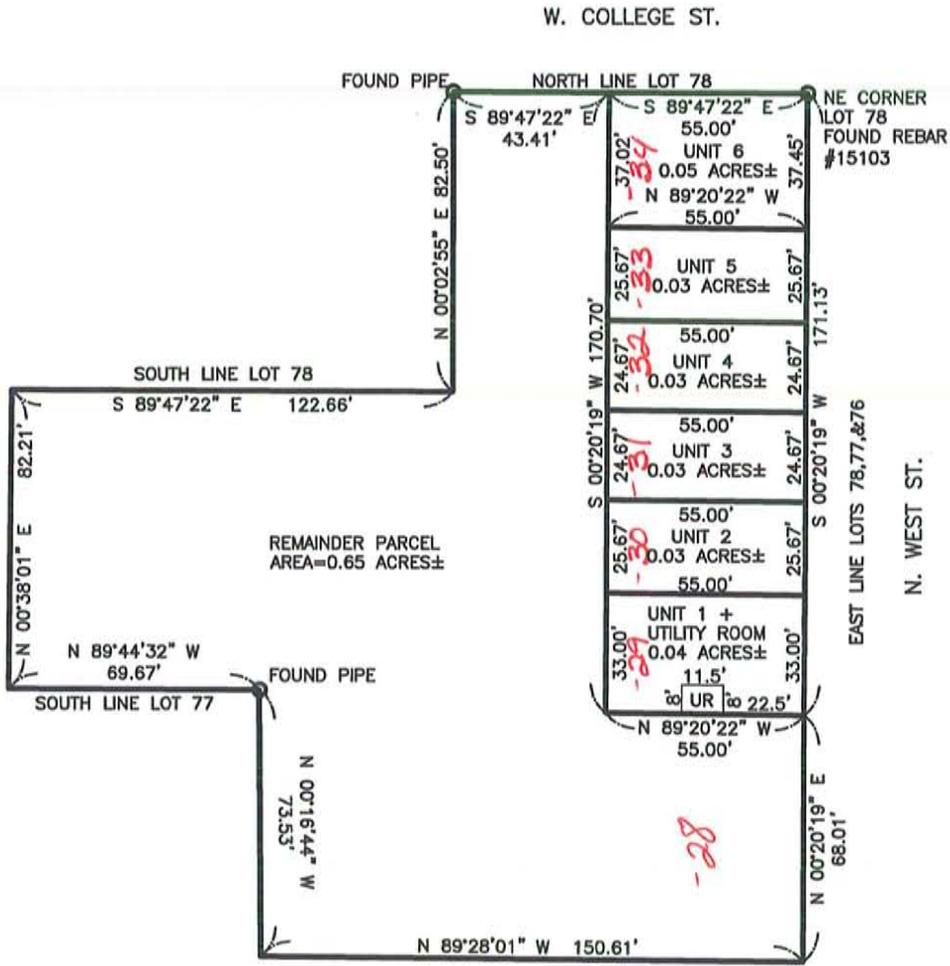 W. COLLEGE ST.
FOUND PIPE
NORTH LINE LOT 78
S 89°47'22" E
43.41'
S 89°47'22" E
55.00'
NE CORNER
LOT 78
FOUND REBAR
#15103
UNIT 6
0.05 ACRES±
37.02'
-34
37.45'
N 89°20'22" W
55.00'
N 00°02'55" E 82.50'
25.67'
-33
UNIT 5
0.03 ACRES±
25.67'
171.13'
S 00°20'19" W 170.70'
55.00'
24.67'
-32
UNIT 4
0.03 ACRES±
24.67'
SOUTH LINE LOT 78
S 89°47'22" E 122.66'
55.00'
24.67'
-31
UNIT 3
0.03 ACRES±
24.67'
S 00°20'19" W
EAST LINE LOTS 78,77,&76
N. WEST ST.
N 00°38'01" E 82.21'
55.00'
25.67'
-30
UNIT 2
0.03 ACRES±
25.67'
55.00'
REMAINDER PARCEL
AREA=0.65 ACRES±
UNIT 1 +
UTILITY ROOM
0.04 ACRES±
33.00'
-29
33.00'
11.5'
8' UR 8' 22.5'
N 89°20'22" W
55.00'
N 89°44'32" W
69.67'
FOUND PIPE
SOUTH LINE LOT 77
N 00°16'44" W
73.53'
-28
N 00°20'19" E
68.01'
N 89°28'01" W 150.61'